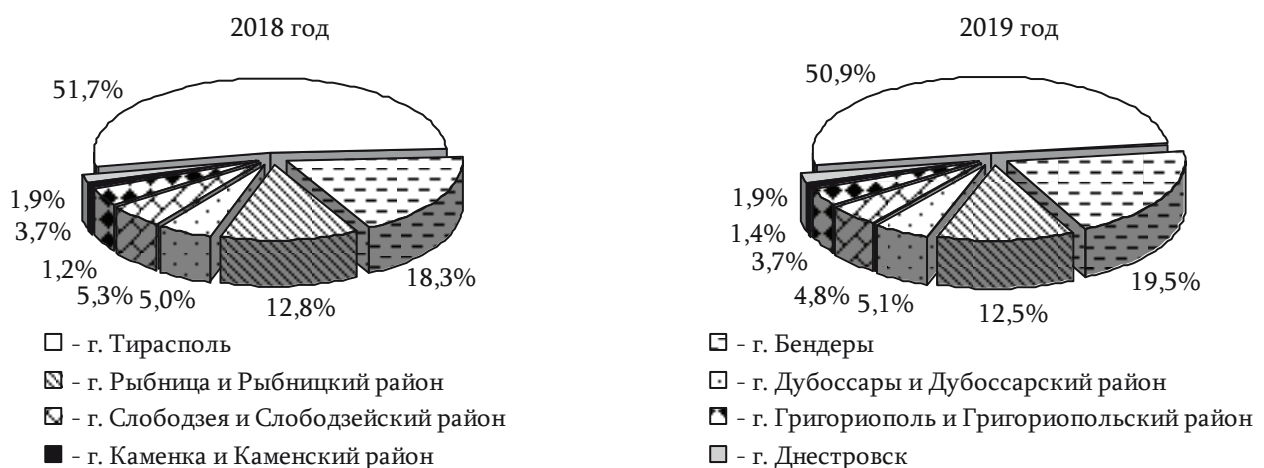 2018 год
2019 год
51,7%
1,9%
3,7%
1,2%
5,3%
5,0%
12,8%
18,3%
50,9%
1,9%
1,4%
3,7%
4,8%
5,1%
12,5%
19,5%
- г. Тирасполь
- г. Бендеры
- г. Рыбница и Рыбницкий район
- г. Дубоссары и Дубоссарский район
- г. Слободзея и Слободзейский район
- г. Григориополь и Григориопольский район
- г. Каменка и Каменский район
- г. Днестровск